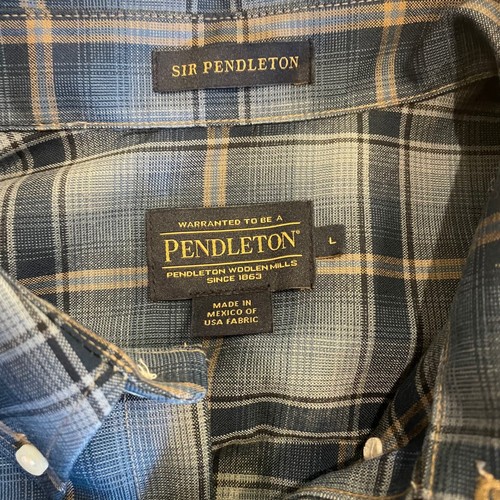 SIR PENDLETON
WARRANTED TO BE A
PENDLETON®
L
PENDLETON WOOLEN MILLS
SINCE 1863
MADE IN
MEXICO OF
USA FABRIC